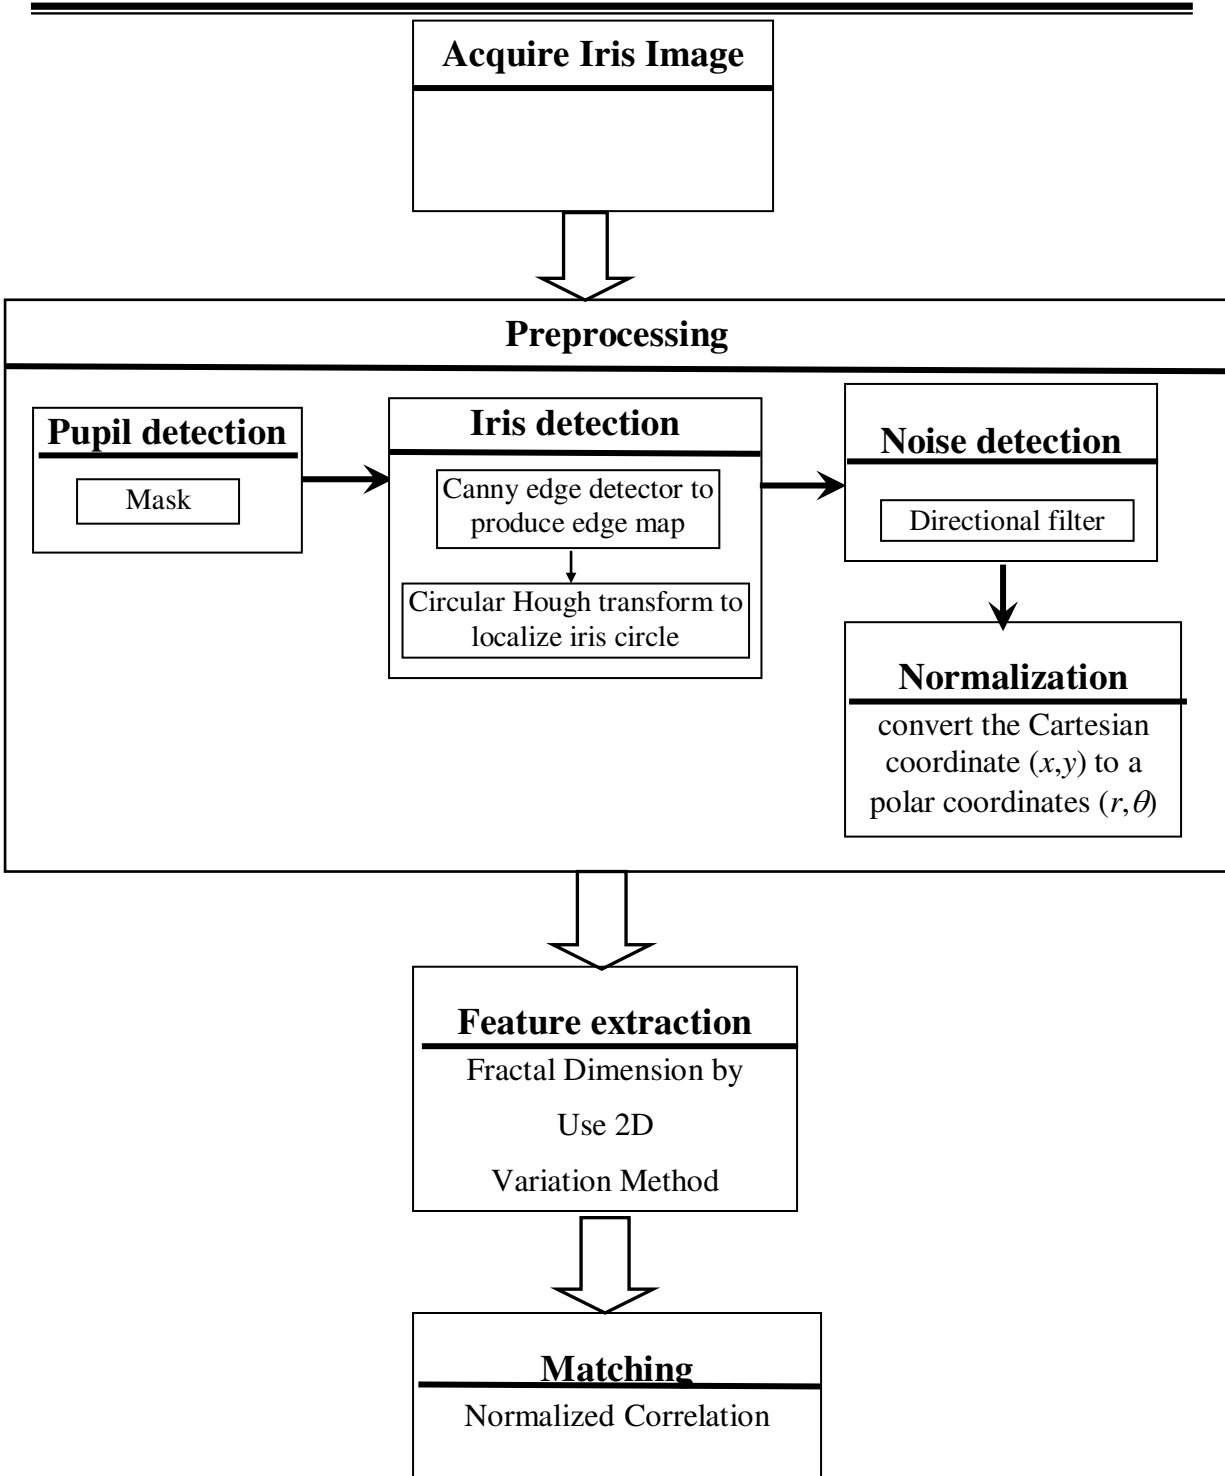 Acquire Iris Image
Preprocessing
Pupil detection
Mask
Iris detection
Canny edge detector to
produce edge map
Circular Hough transform to
localize iris circle
Noise detection
Directional filter
Normalization
convert the Cartesian
coordinate (x,y) to a
polar coordinates (r,θ)
Feature extraction
Fractal Dimension by
Use 2D
Variation Method
Matching
Normalized Correlation